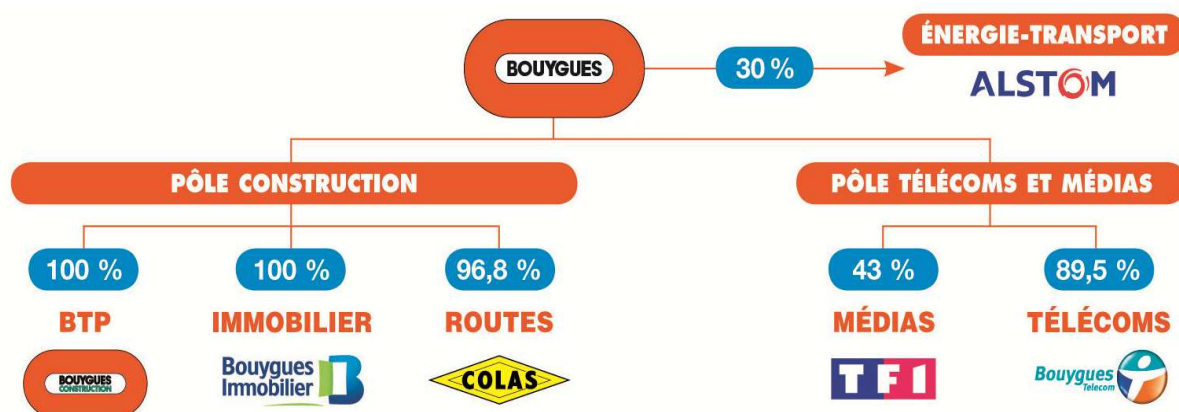 BOUYGUES
30 %
ÉNERGIE-TRANSPORT
ALSTOM
PÔLE CONSTRUCTION
PÔLE TÉLÉCOMS ET MÉDIAS
100 %
100 %
96,8 %
43 %
89,5 %
BTP
IMMOBILIER
ROUTES
MÉDIAS
TÉLÉCOMS
BOUYGUES
CONSTRUCTION
Bouygues
Immobilier
COLAS
TF1
Bouygues
Telecom